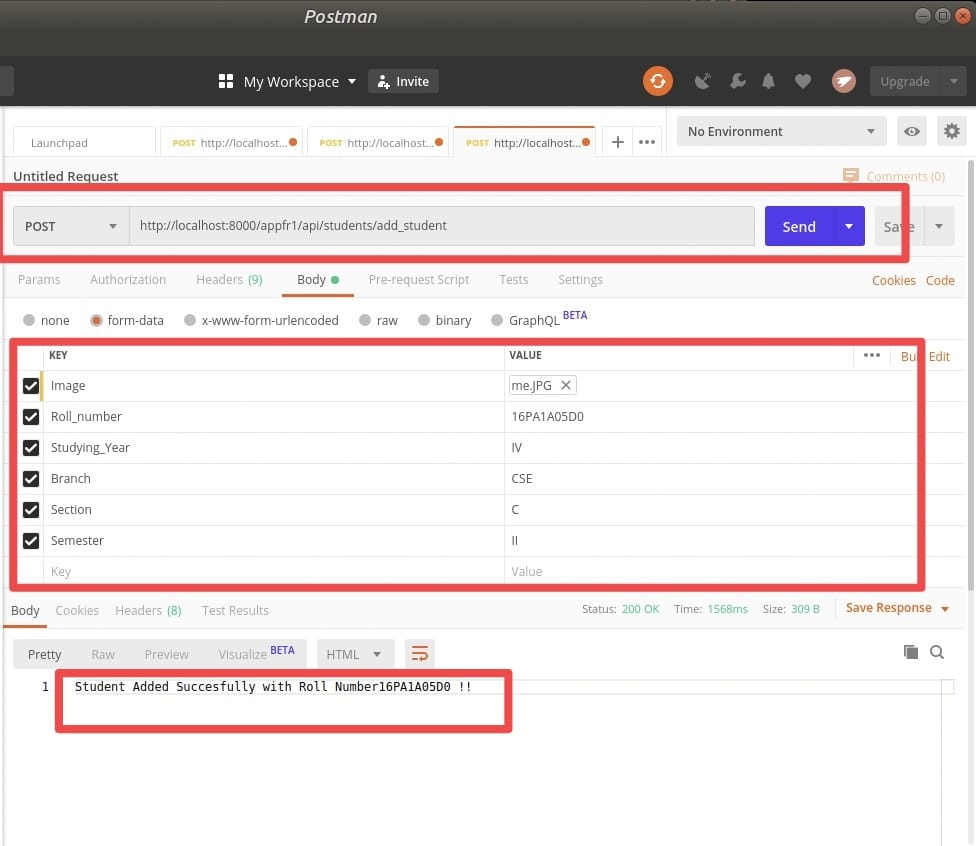 Postman
My Workspace Invite Upgrade
Launchpad POST http://localhost... POST http://localhost... POST http://localhost... + ••• No Environment
Untitled Request Comments (0)
POST http://localhost:8000/appfr1/api/students/add_student Send Save
Params Authorization Headers (9) Body Pre-request Script Tests Settings Cookies Code
none form-data x-www-form-urlencoded raw binary GraphQL BETA
KEY VALUE ••• Edit
Image me.JPG X
Roll_number 16PA1A05D0
Studying_Year IV
Branch CSE
Section C
Semester II
Key Value
Body Cookies Headers (8) Test Results Status: 200 OK Time: 1568ms Size: 309 B Save Response
Pretty Raw Preview Visualize BETA HTML
1 Student Added Succesfully with Roll Number16PA1A05D0 !!